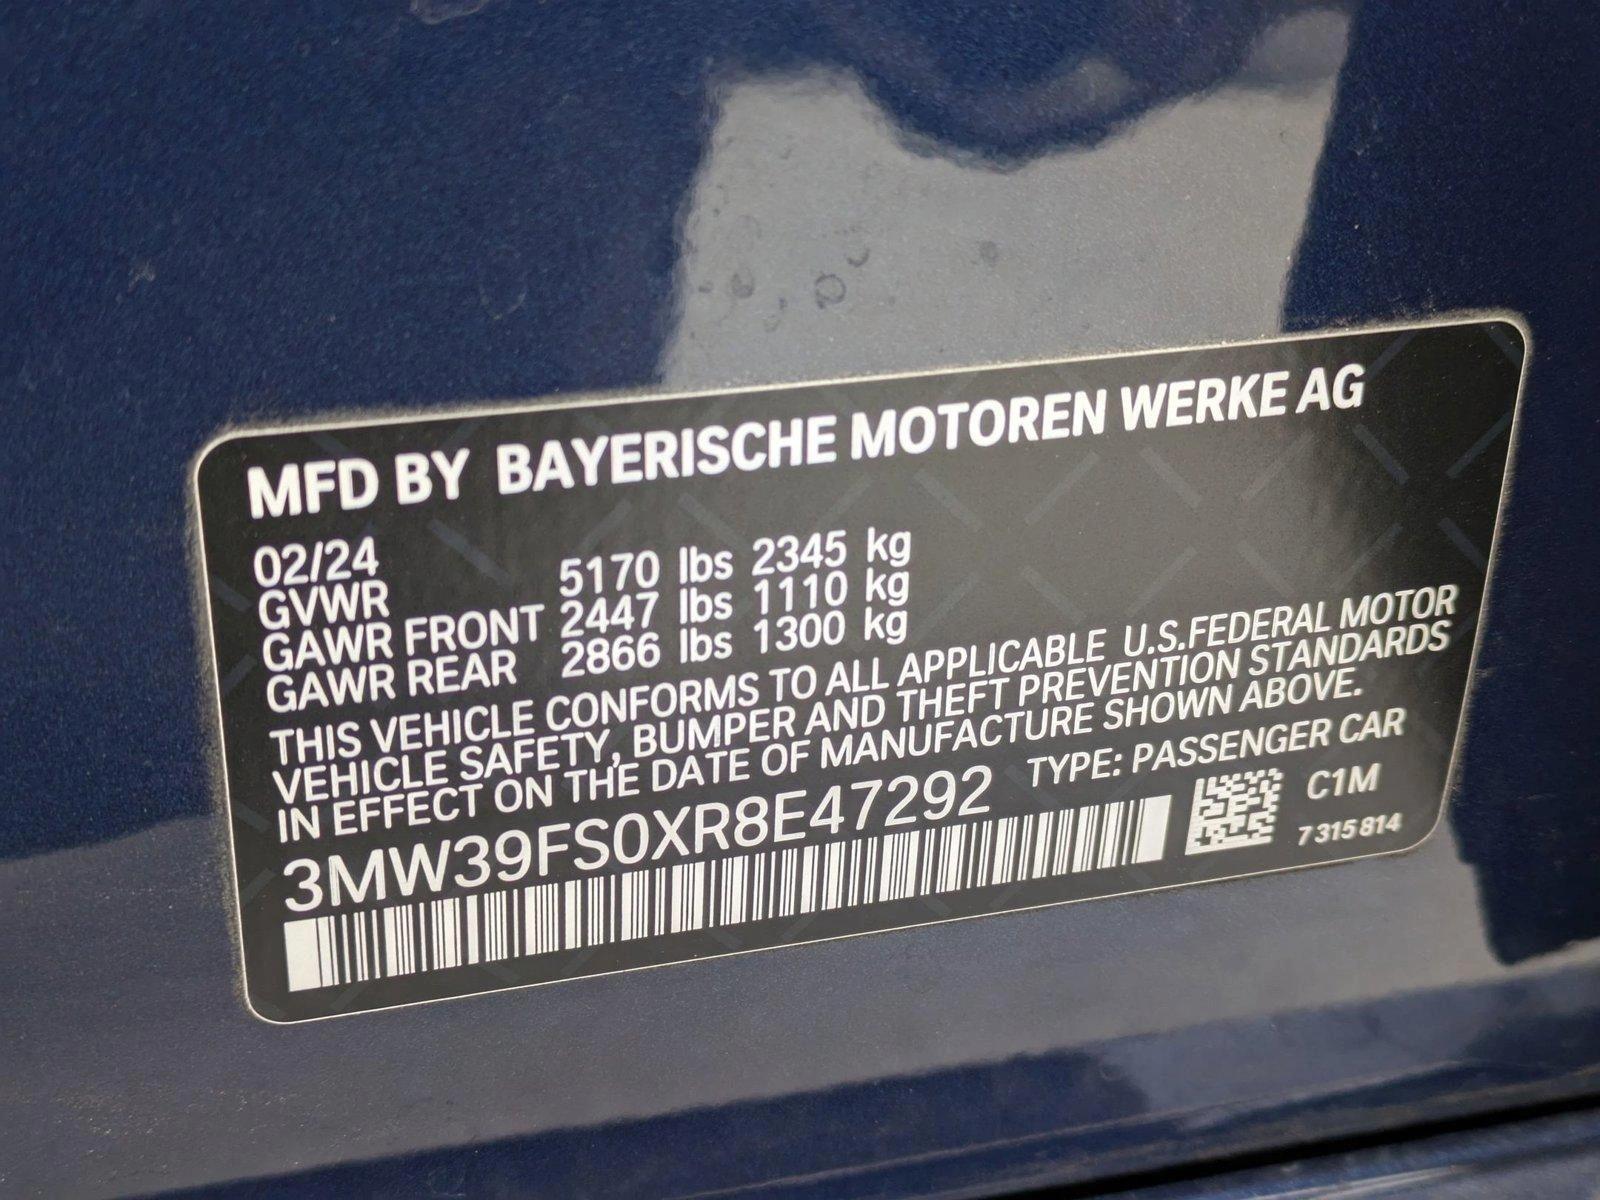 MFD BY BAYERISCHE MOTOREN WERKE AG
02/24
GVWR 5170 lbs 2345 kg
GAWR FRONT 2447 lbs 1110 kg
GAWR REAR 2866 lbs 1300 kg
THIS VEHICLE CONFORMS TO ALL APPLICABLE U.S.FEDERAL MOTOR
VEHICLE SAFETY, BUMPER AND THEFT PREVENTION STANDARDS
IN EFFECT ON THE DATE OF MANUFACTURE SHOWN ABOVE.
3MW39FS0XR8E47292 TYPE: PASSENGER CAR
C1M
7 315 814